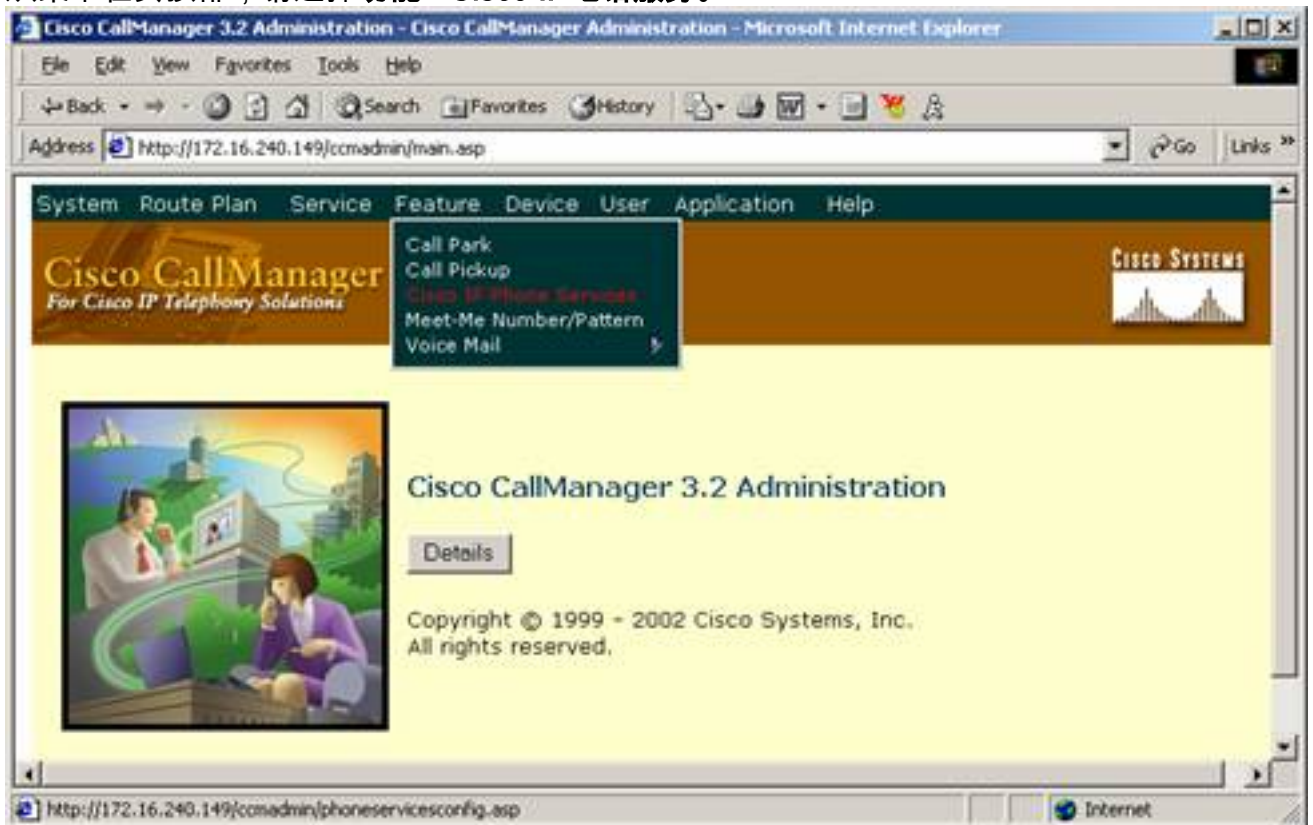 Cisco CallManager 3.2 Administration - Cisco CallManager Administration - Microsoft Internet Explorer
File Edit View Favorites Tools Help
Back Search Favorites History
Address http://172.16.240.149/ccmadmin/main.asp Go Links »
System Route Plan Service Feature Device User Application Help
Cisco CallManager
For Cisco IP Telephony Solutions
Call Park
Call Pickup
Cisco IP Phone Services
Meet-Me Number/Pattern
Voice Mail
CISCO SYSTEMS
Cisco CallManager 3.2 Administration
Details
Copyright © 1999 - 2002 Cisco Systems, Inc.
All rights reserved.
http://172.16.240.149/ccmadmin/phoneservicesconfig.asp Internet